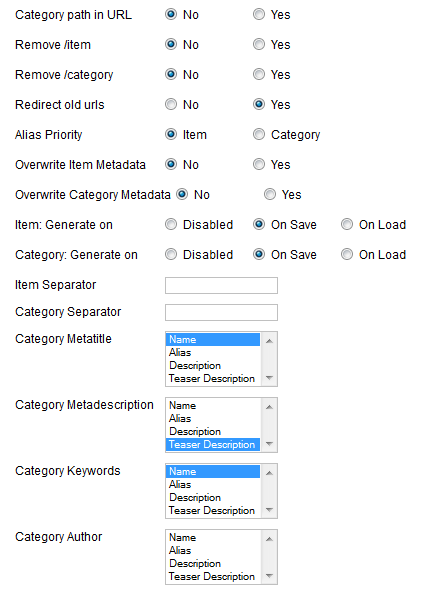 Category path in URL No Yes
Remove /item No Yes
Remove /category No Yes
Redirect old urls No Yes
Alias Priority Item Category
Overwrite Item Metadata No Yes
Overwrite Category Metadata No Yes
Item: Generate on Disabled On Save On Load
Category: Generate on Disabled On Save On Load
Item Separator
Category Separator
Category Metatitle Name
Alias
Description
Teaser Description
Category Metadescription Name
Alias
Description
Teaser Description
Category Keywords Name
Alias
Description
Teaser Description
Category Author Name
Alias
Description
Teaser Description